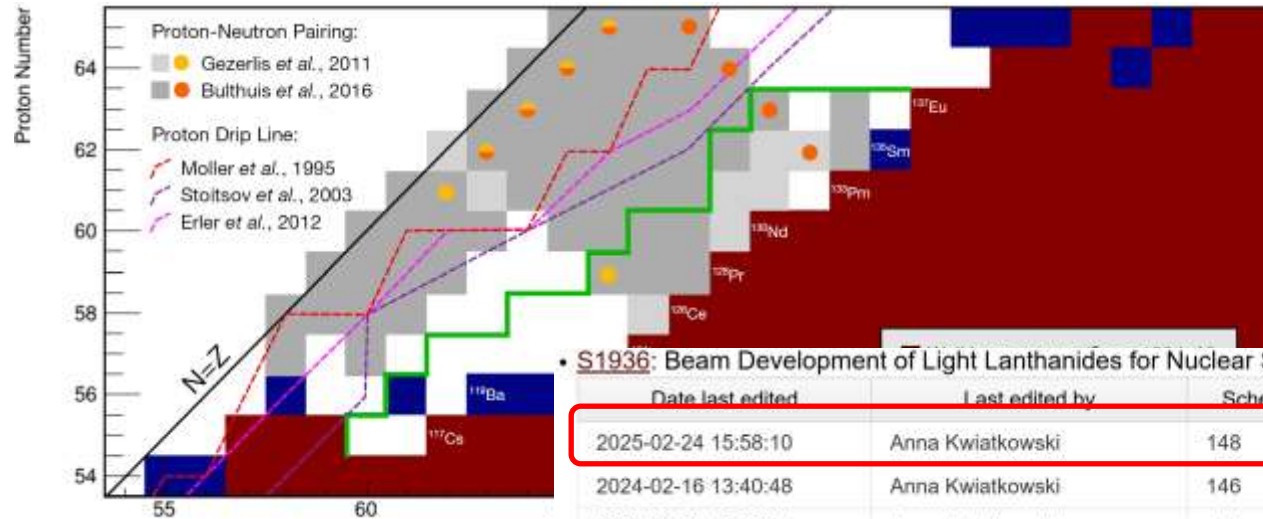 Proton Number
Proton-Neutron Pairing:
Gezerlis et al., 2011
Bulthuis et al., 2016
Proton Drip Line:
Moller et al., 1995
Stoitsov et al., 2003
Erler et al., 2012
64
62
60
58
56
54
55
60
N=Z
¹³⁷Eu
¹³⁵Sm
¹³³Pm
¹³⁰Nd
¹²⁸Pr
¹²⁶Ce
¹¹⁹Ba
¹¹⁷Cs
• S1936: Beam Development of Light Lanthanides for Nuclear
Date last edited Last edited by
2025-02-24 15:58:10 Anna Kwiatkowski 148
2024-02-16 13:40:48 Anna Kwiatkowski 146